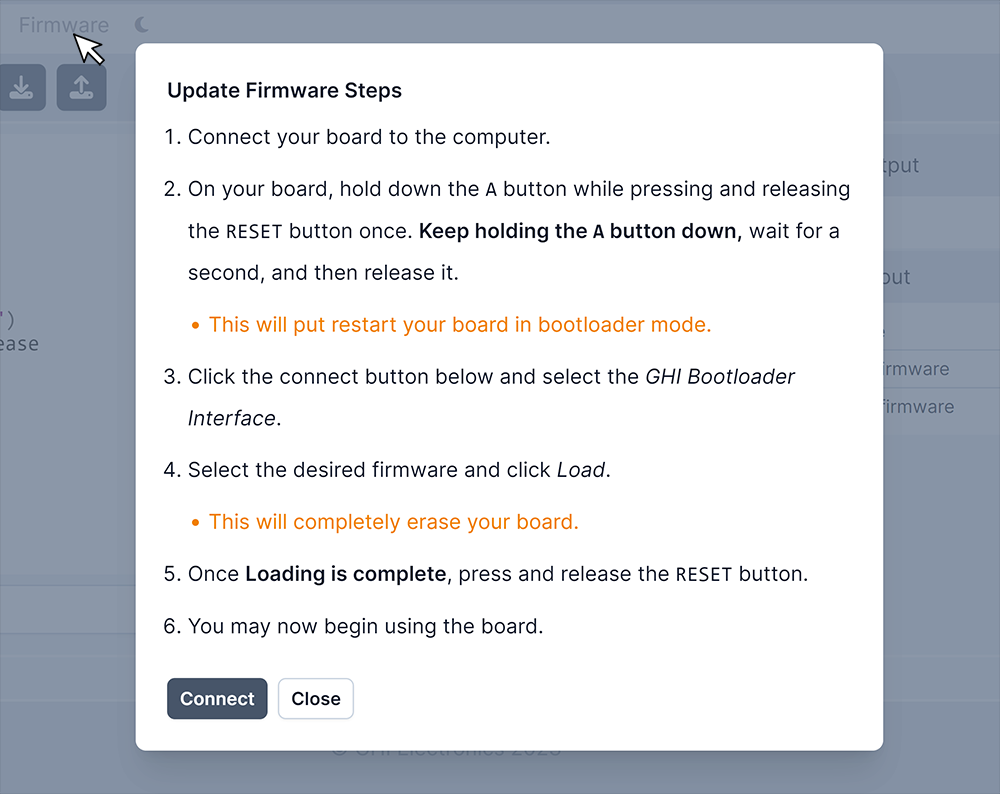 Firmware
Update Firmware Steps
1. Connect your board to the computer.
2. On your board, hold down the A button while pressing and releasing
the RESET button once. Keep holding the A button down, wait for a
second, and then release it.
• This will put restart your board in bootloader mode.
3. Click the connect button below and select the GHI Bootloader
Interface.
4. Select the desired firmware and click Load.
• This will completely erase your board.
5. Once Loading is complete, press and release the RESET button.
6. You may now begin using the board.
Connect Close
tput
out
")
ease
irmware
firmware